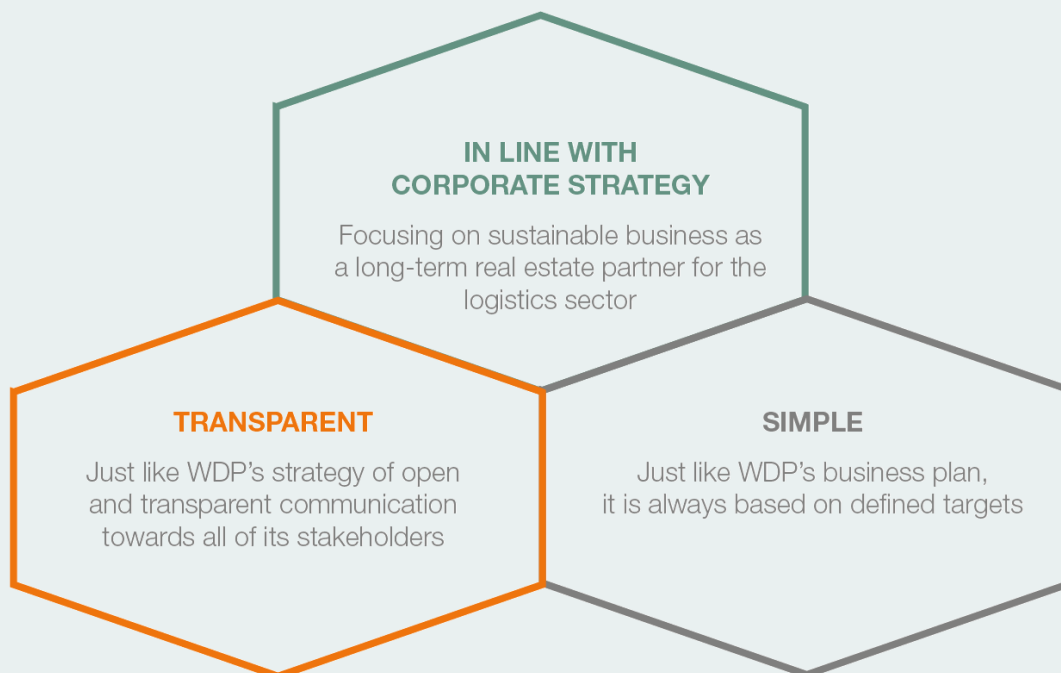 IN LINE WITH
CORPORATE STRATEGY
Focusing on sustainable business as
a long-term real estate partner for the
logistics sector
TRANSPARENT
Just like WDP’s strategy of open
and transparent communication
towards all of its stakeholders
SIMPLE
Just like WDP’s business plan,
it is always based on defined targets